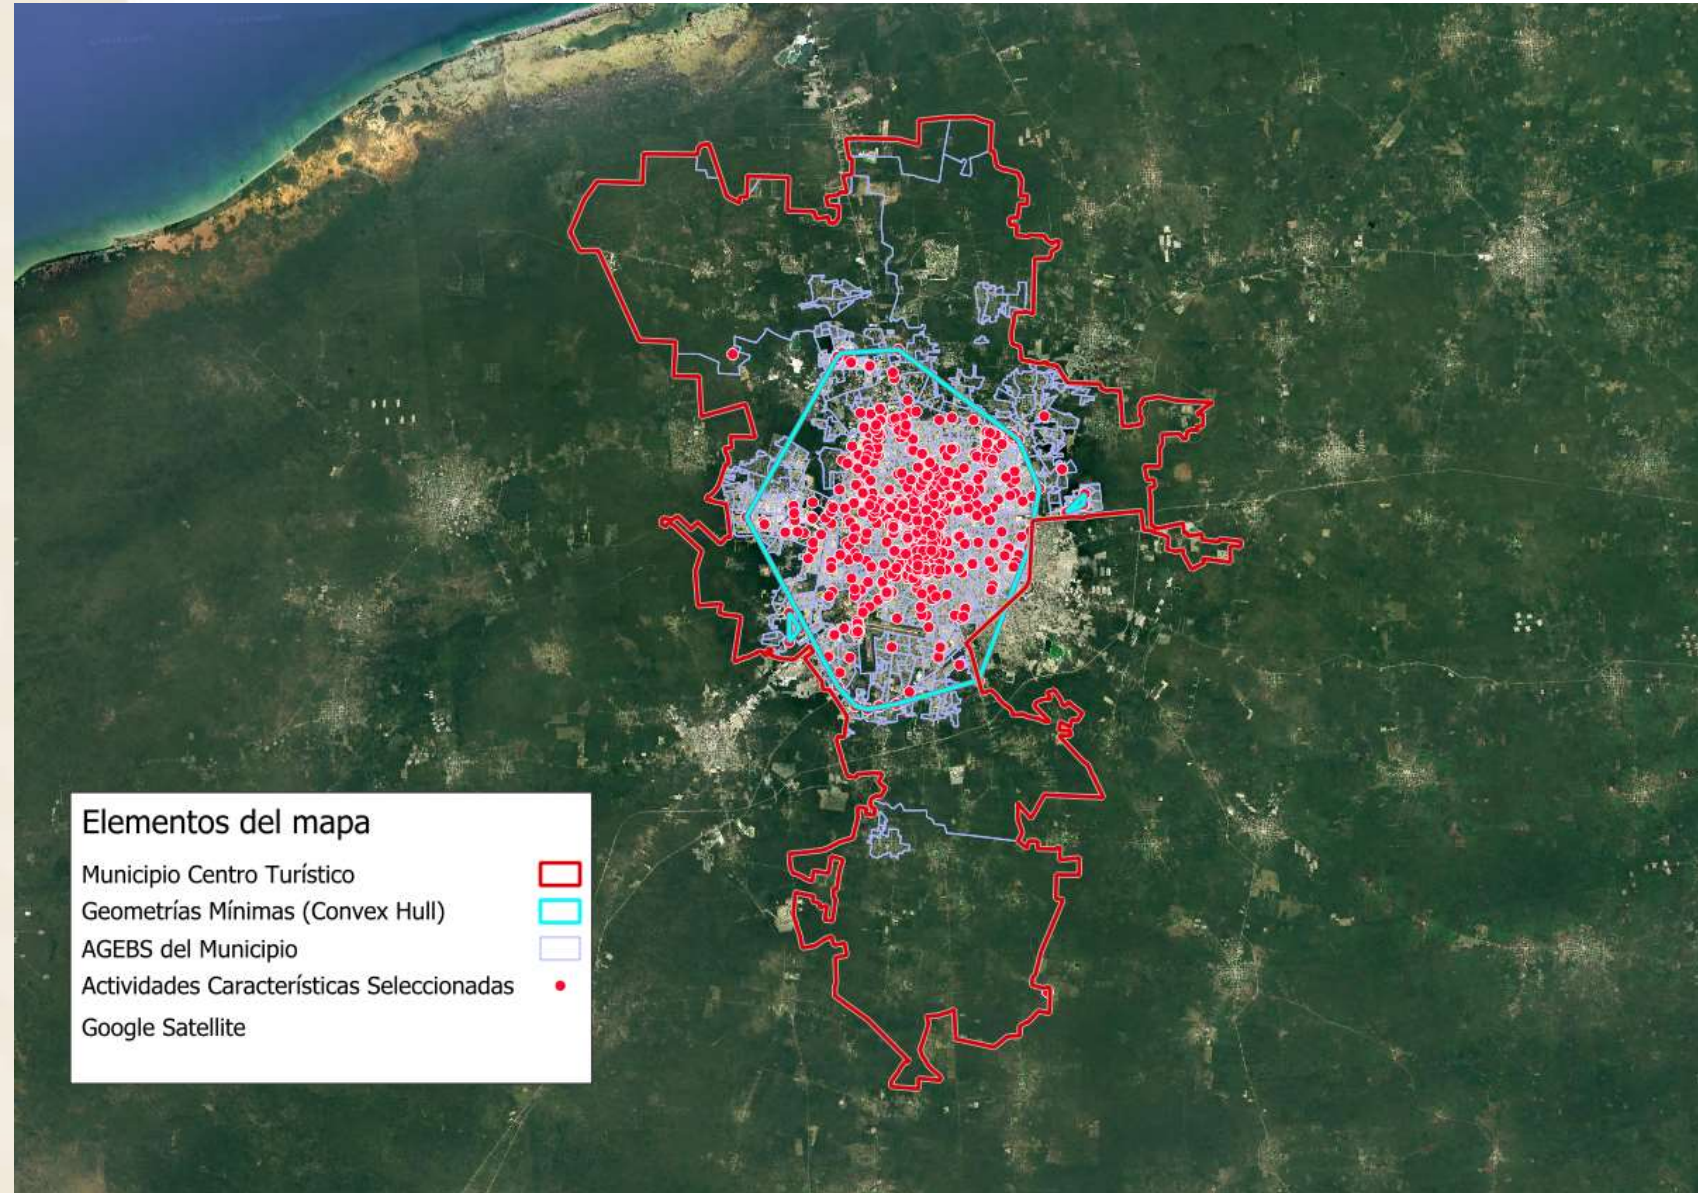 Elementos del mapa
Municipio Centro Turístico
Geometrías Mínimas (Convex Hull)
AGEBS del Municipio
Actividades Características Seleccionadas
Google Satellite